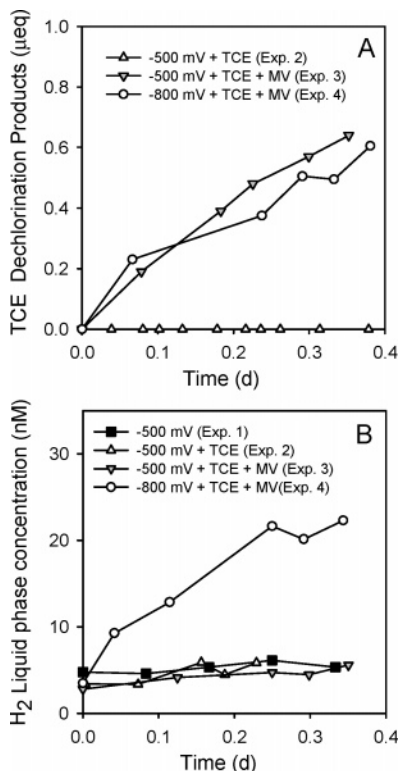 1.0
A
-500 mV + TCE (Exp. 2)
-500 mV + TCE + MV (Exp. 3)
-800 mV + TCE + MV (Exp. 4)
0.8
0.6
0.4
0.2
0.0
TCE Dechlorination Products (μeq)
0.0 0.1 0.2 0.3 0.4
Time (d)
B
-500 mV (Exp. 1)
-500 mV + TCE (Exp. 2)
-500 mV + TCE + MV (Exp. 3)
-800 mV + TCE + MV(Exp. 4)
30
20
10
0
H2 Liquid phase concentration (nM)
0.0 0.1 0.2 0.3 0.4
Time (d)